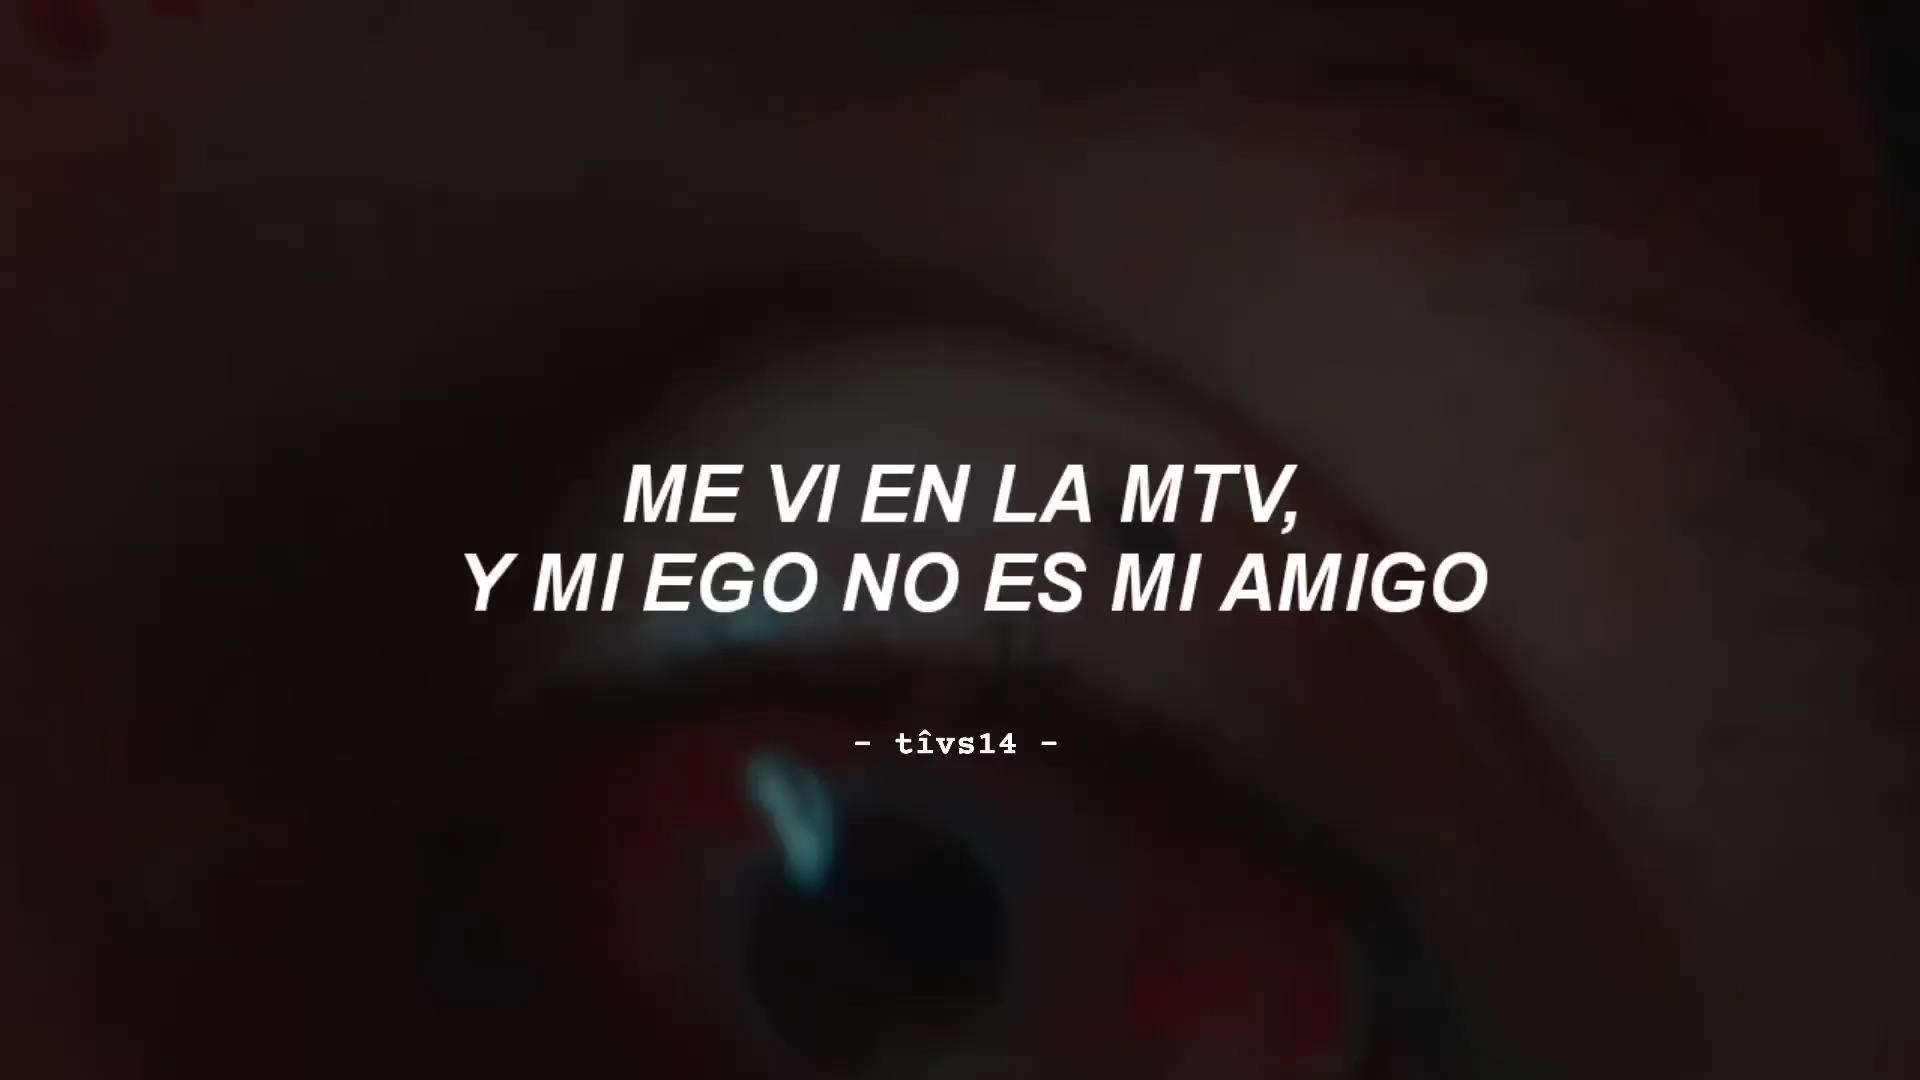 ME VI EN LA MTV,
Y MI EGO NO ES MI AMIGO
- tîvs14 -